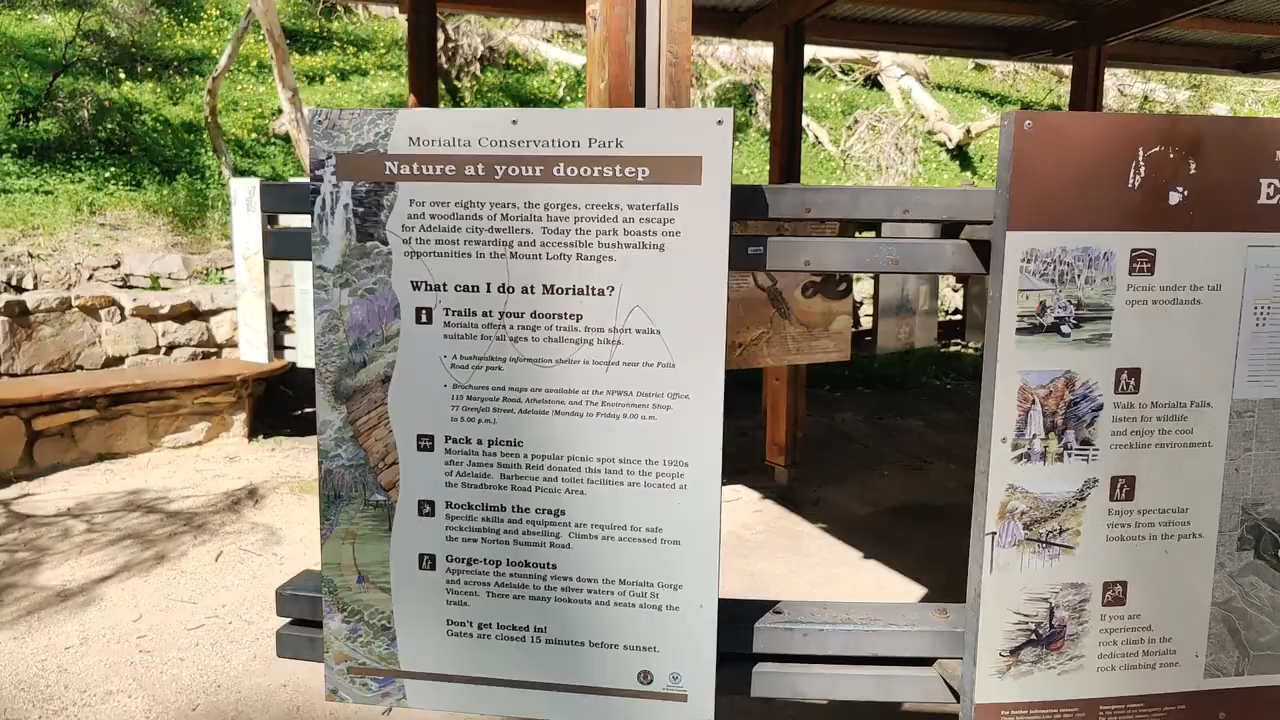 Morialta Conservation Park
Nature at your doorstep
For over eighty years, the gorges, creeks, waterfalls
and woodlands of Morialta have provided an escape
for Adelaide city-dwellers. Today the park boasts one
of the most rewarding and accessible bushwalking
opportunities in the Mount Lofty Ranges.
What can I do at Morialta?
Trails at your doorstep
Morialta offers a range of trails, from short walks
suitable for all ages to challenging hikes.
• A bushwalking information shelter is located near the Falls
Road car park.
• Brochures and maps are available at the NPWSA District Office,
115 Maryvale Road, Athelstone, and The Environment Shop,
77 Grenfell Street, Adelaide (Monday to Friday 9.00 a.m.
to 5.00 p.m.).
Pack a picnic
Morialta has been a popular picnic spot since the 1920s
after James Smith Reid donated this land to the people
of Adelaide. Barbecue and toilet facilities are located at
the Stradbroke Road Picnic Area.
Rockclimb the crags
Specific skills and equipment are required for safe
rockclimbing and abseiling. Climbs are accessed from
the new Norton Summit Road.
Gorge-top lookouts
Appreciate the stunning views down the Morialta Gorge
and across Adelaide to the silver waters of Gulf St
Vincent. There are many lookouts and seats along the
trails.
Don't get locked in!
Gates are closed 15 minutes before sunset.
Picnic under the tall
open woodlands.
Walk to Morialta Falls,
listen for wildlife
and enjoy the cool
creekline environment.
Enjoy spectacular
views from various
lookouts in the parks.
If you are
experienced,
rock climb in the
dedicated Morialta
rock climbing zone.
For further information contact:
Emergency contact: